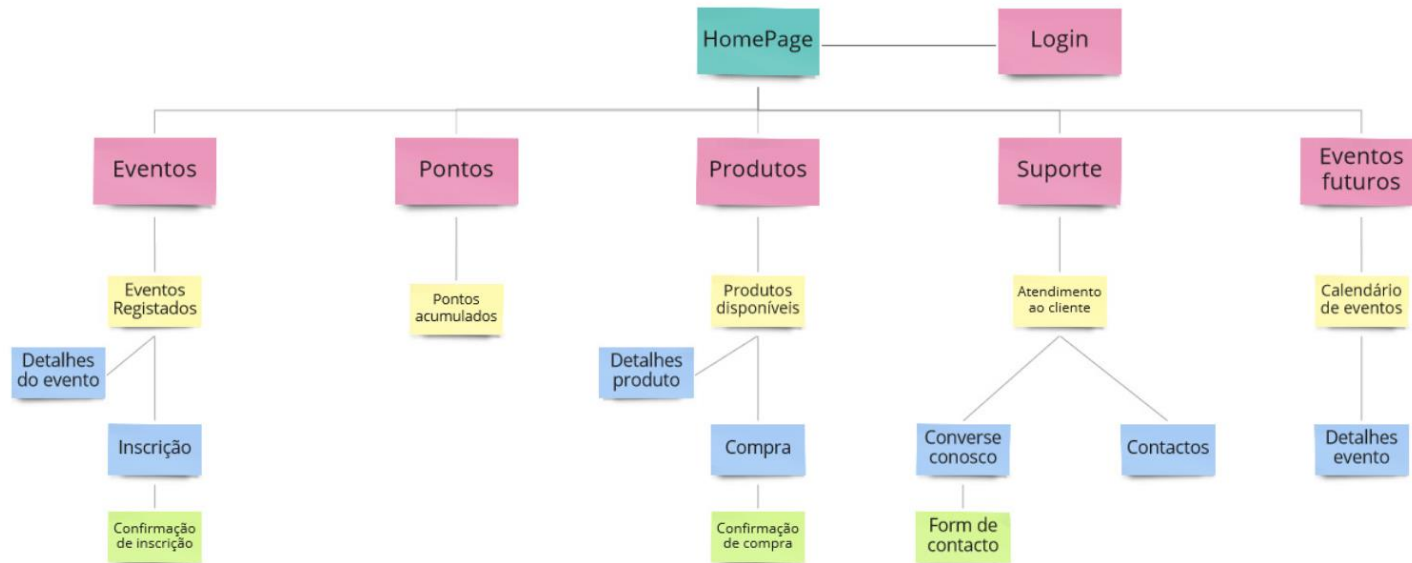 HomePage
Login
Eventos
Pontos
Produtos
Suporte
Eventos
futuros
Eventos
Registados
Pontos
acumulados
Produtos
disponíveis
Atendimento
ao cliente
Calendário
de eventos
Detalhes
do evento
Detalhes
produto
Inscrição
Compra
Converse
conosco
Contactos
Detalhes
evento
Confirmação
de inscrição
Confirmação
de compra
Form de
contacto